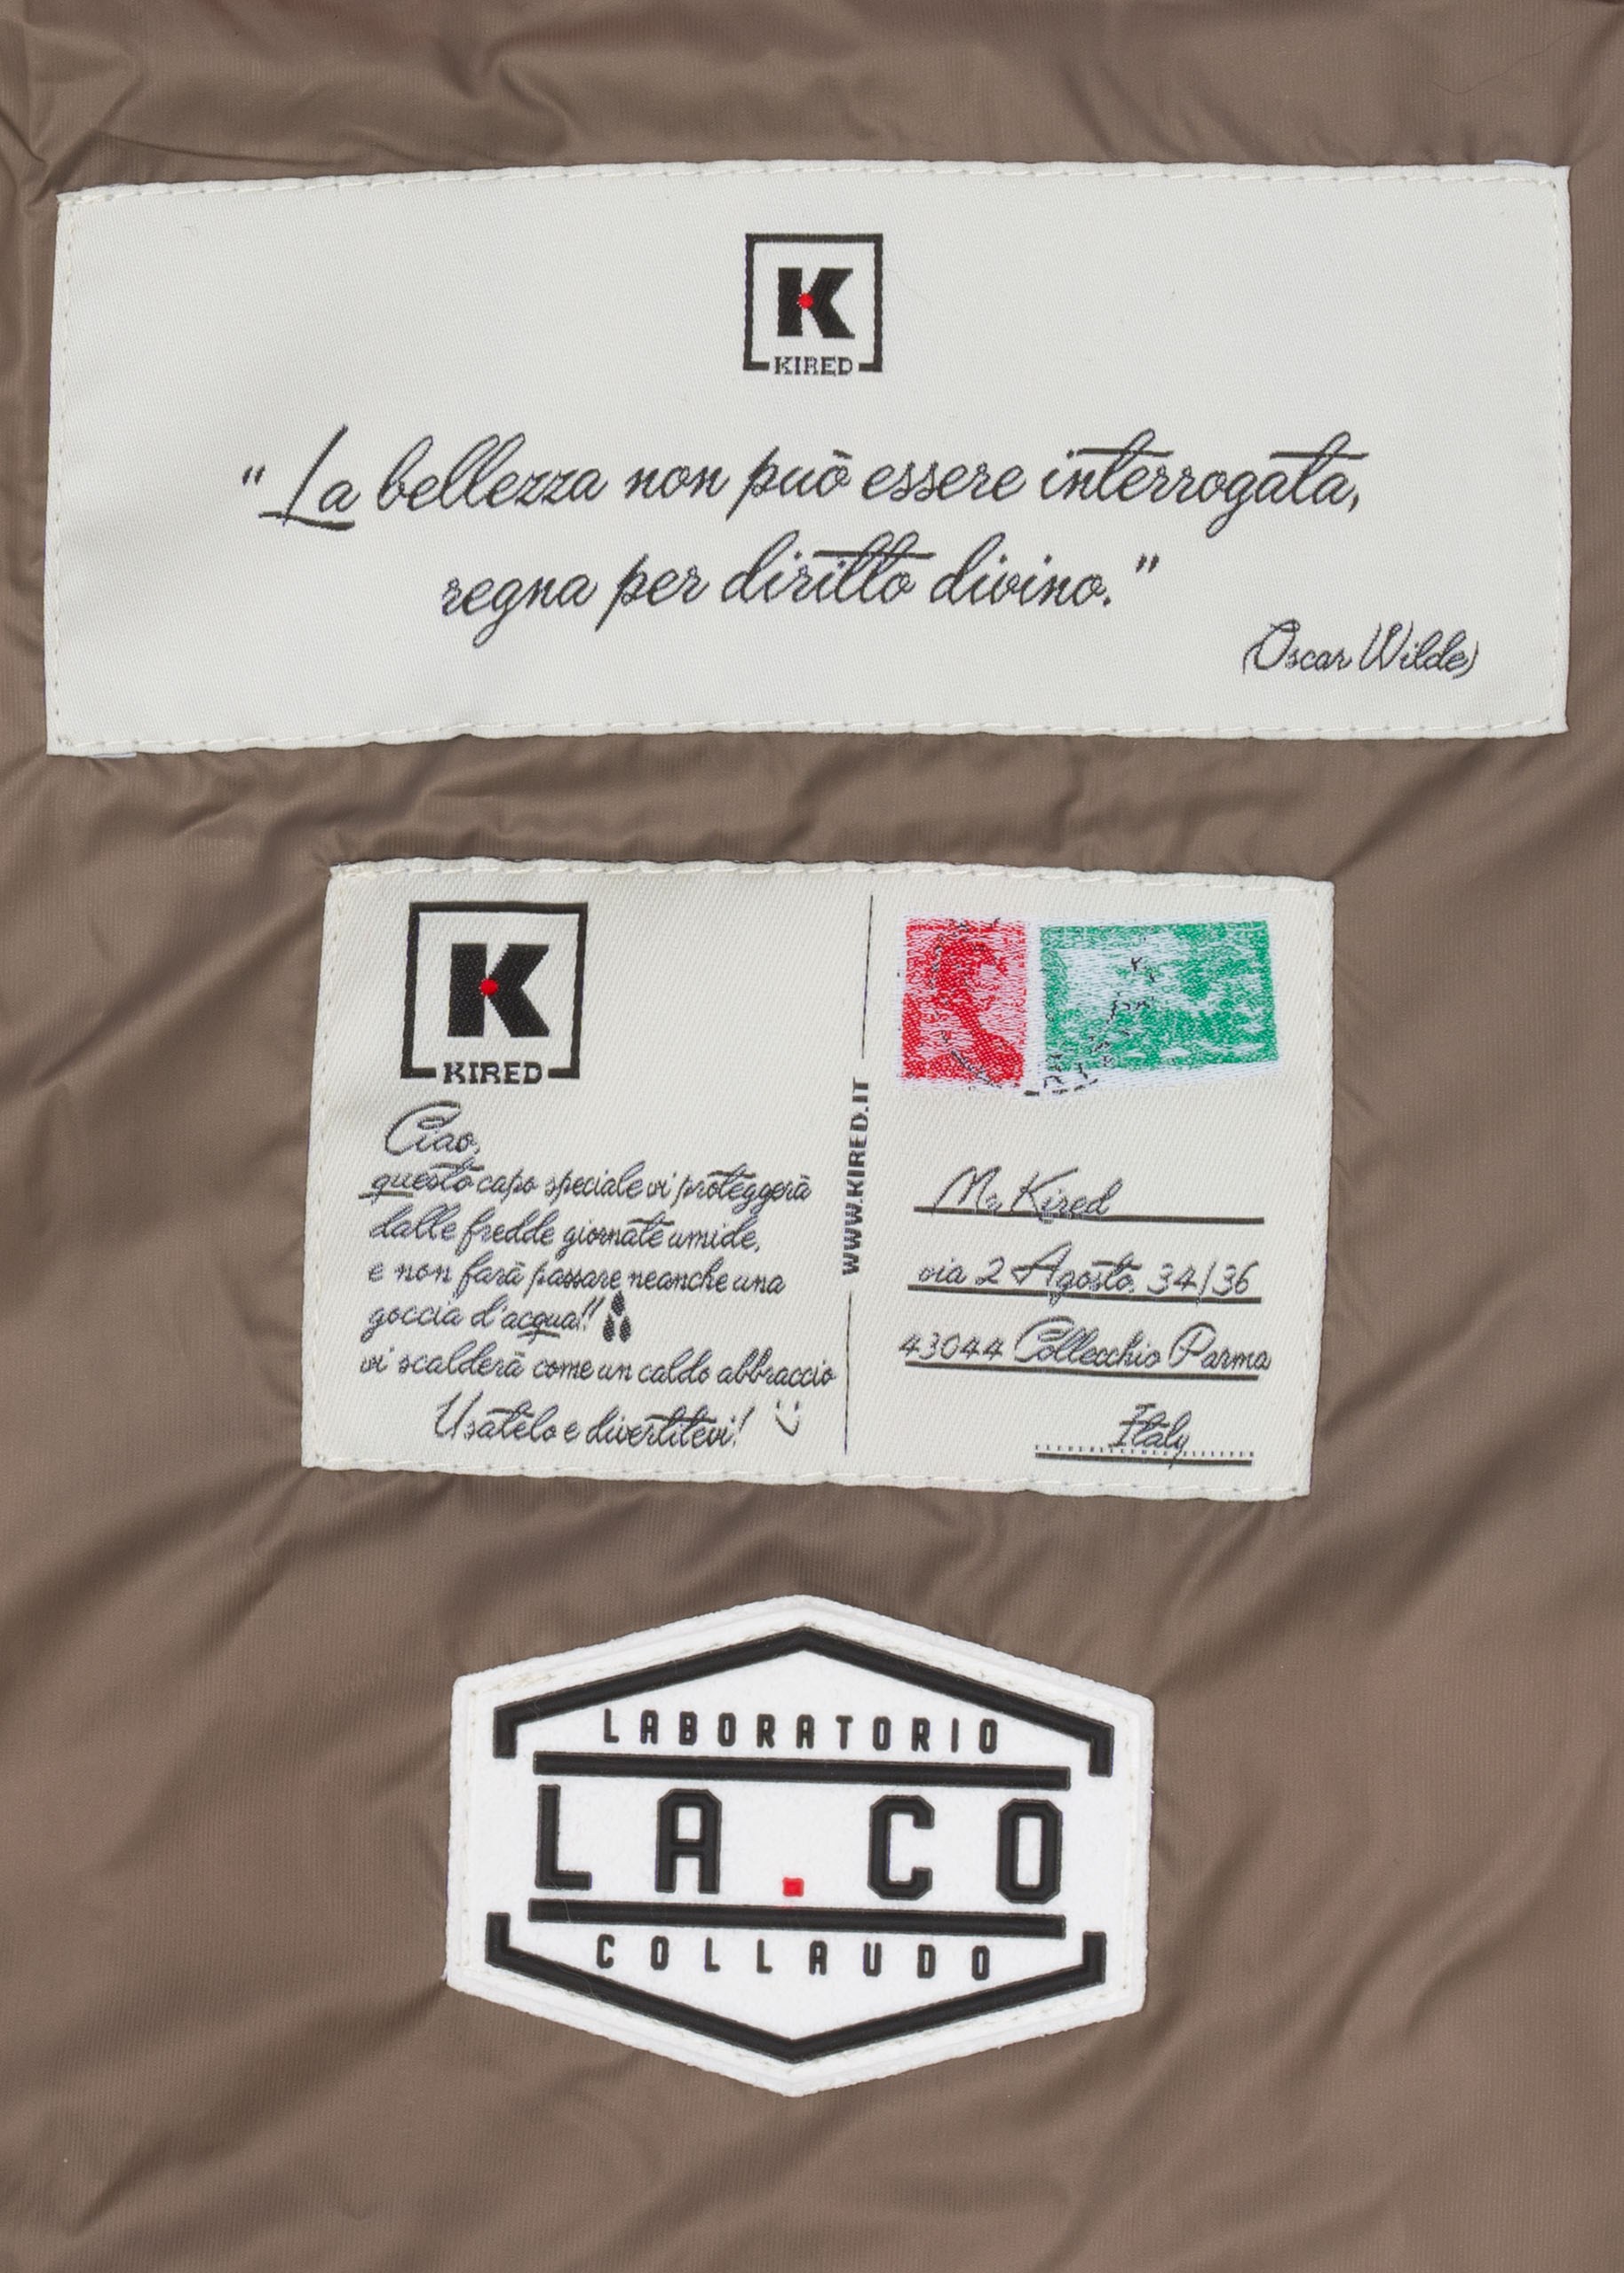 K
KIRED
" La bellezza non può essere interrogata,
regna per diritto divino."
(Oscar Wilde)
K
KIRED
Ciao,
questo capo speciale vi proteggerà
dalle fredde giornate umide,
e non farà passare neanche una
goccia d'acqua!!
vi scalderà come un caldo abbraccio
Usatelo e divertitevi! :)
WWW.KIRED.IT
Mr. Kired
via 2 Agosto, 34/36
43044 Collecchio Parma
Italy
LABORATORIO
LA.CO
COLLAUDO